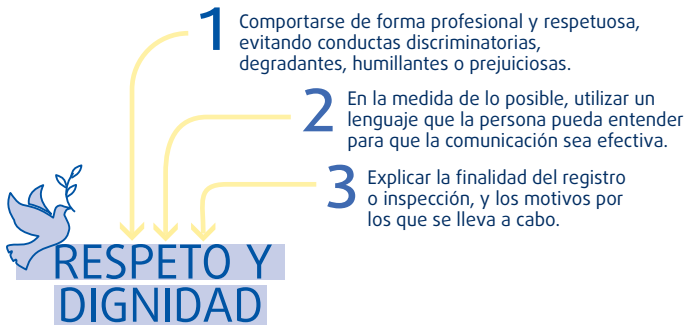 1 Comportarse de forma profesional y respetuosa,
evitando conductas discriminatorias,
degradantes, humillantes o prejuiciosas.
2 En la medida de lo posible, utilizar un
lenguaje que la persona pueda entender
para que la comunicación sea efectiva.
3 Explicar la finalidad del registro
o inspección, y los motivos por
los que se lleva a cabo.
RESPETO Y
DIGNIDAD